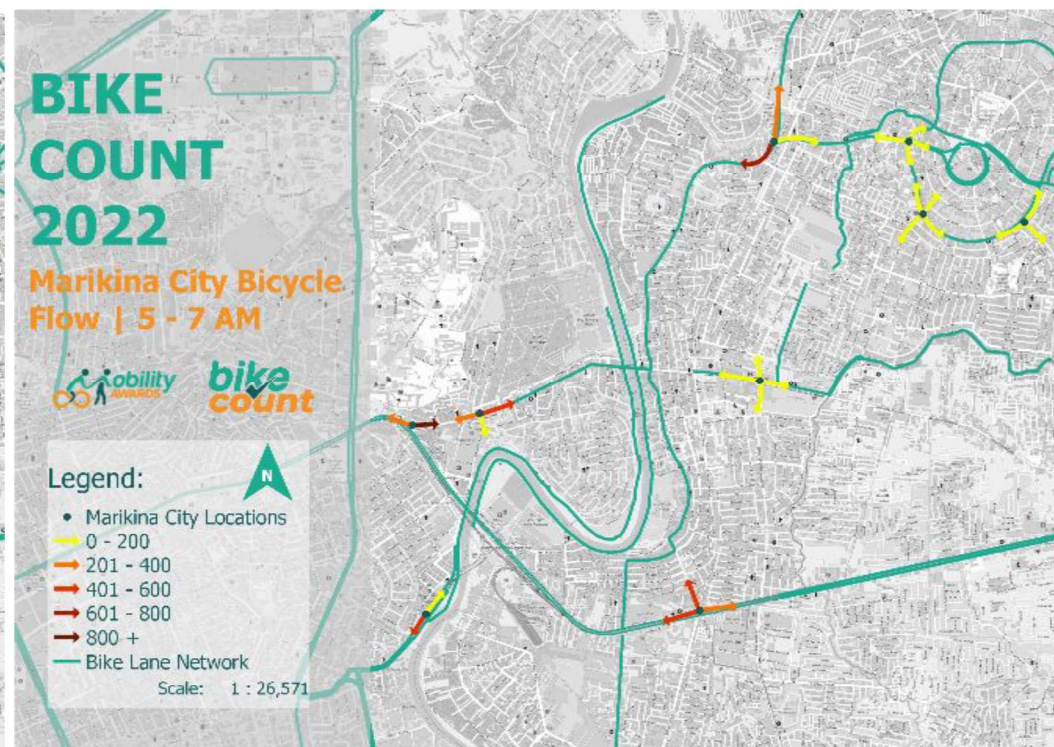 BIKE
COUNT
2022
Marikina City Bicycle
Flow | 5 - 7 AM
obility
AWARDS
bike
count
N
Legend:
Marikina City Locations
0 - 200
201 - 400
401 - 600
601 - 800
800 +
Bike Lane Network
Scale: 1 : 26,571